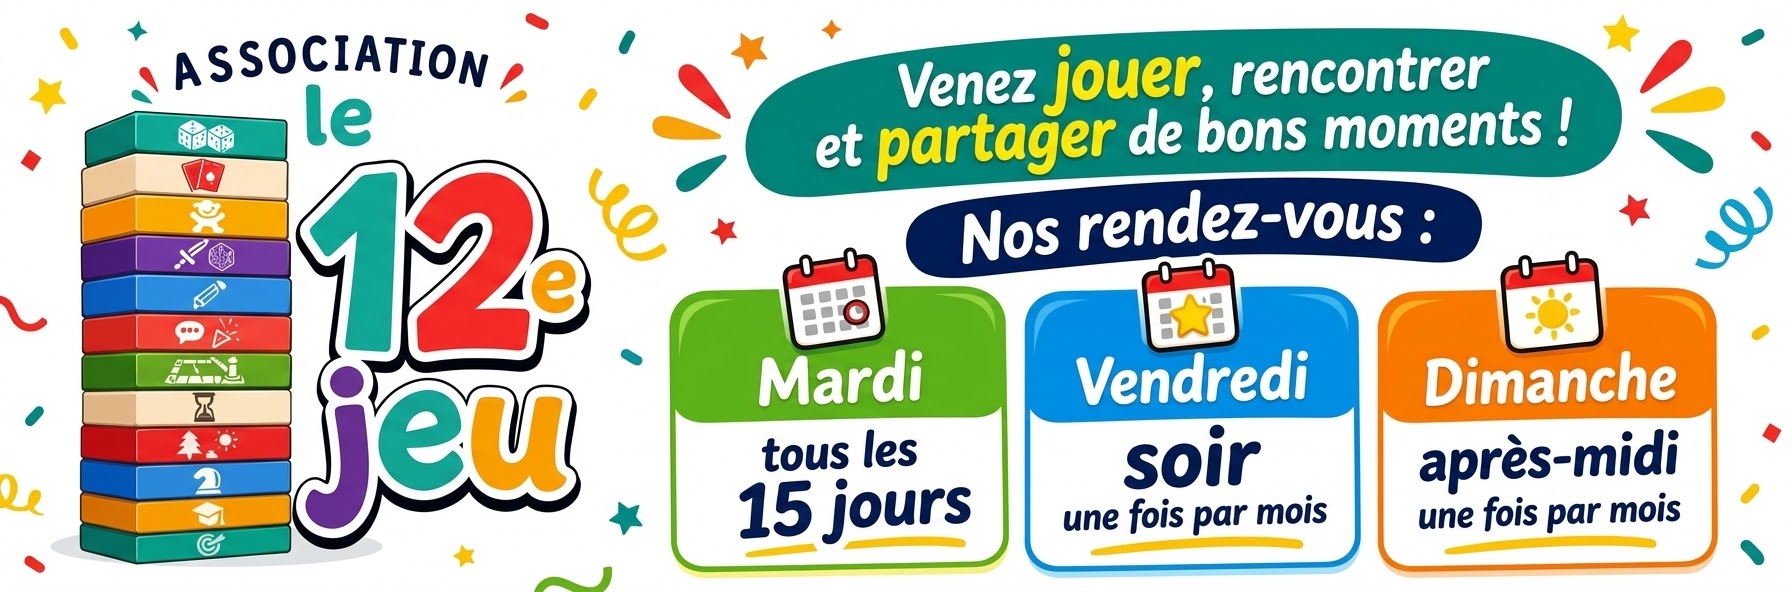 ASSOCIATION
le
12e
jeu
Venez jouer, rencontrer
et partager de bons moments !
Nos rendez-vous :
Mardi
tous les
15 jours
Vendredi
soir
une fois par mois
Dimanche
après-midi
une fois par mois